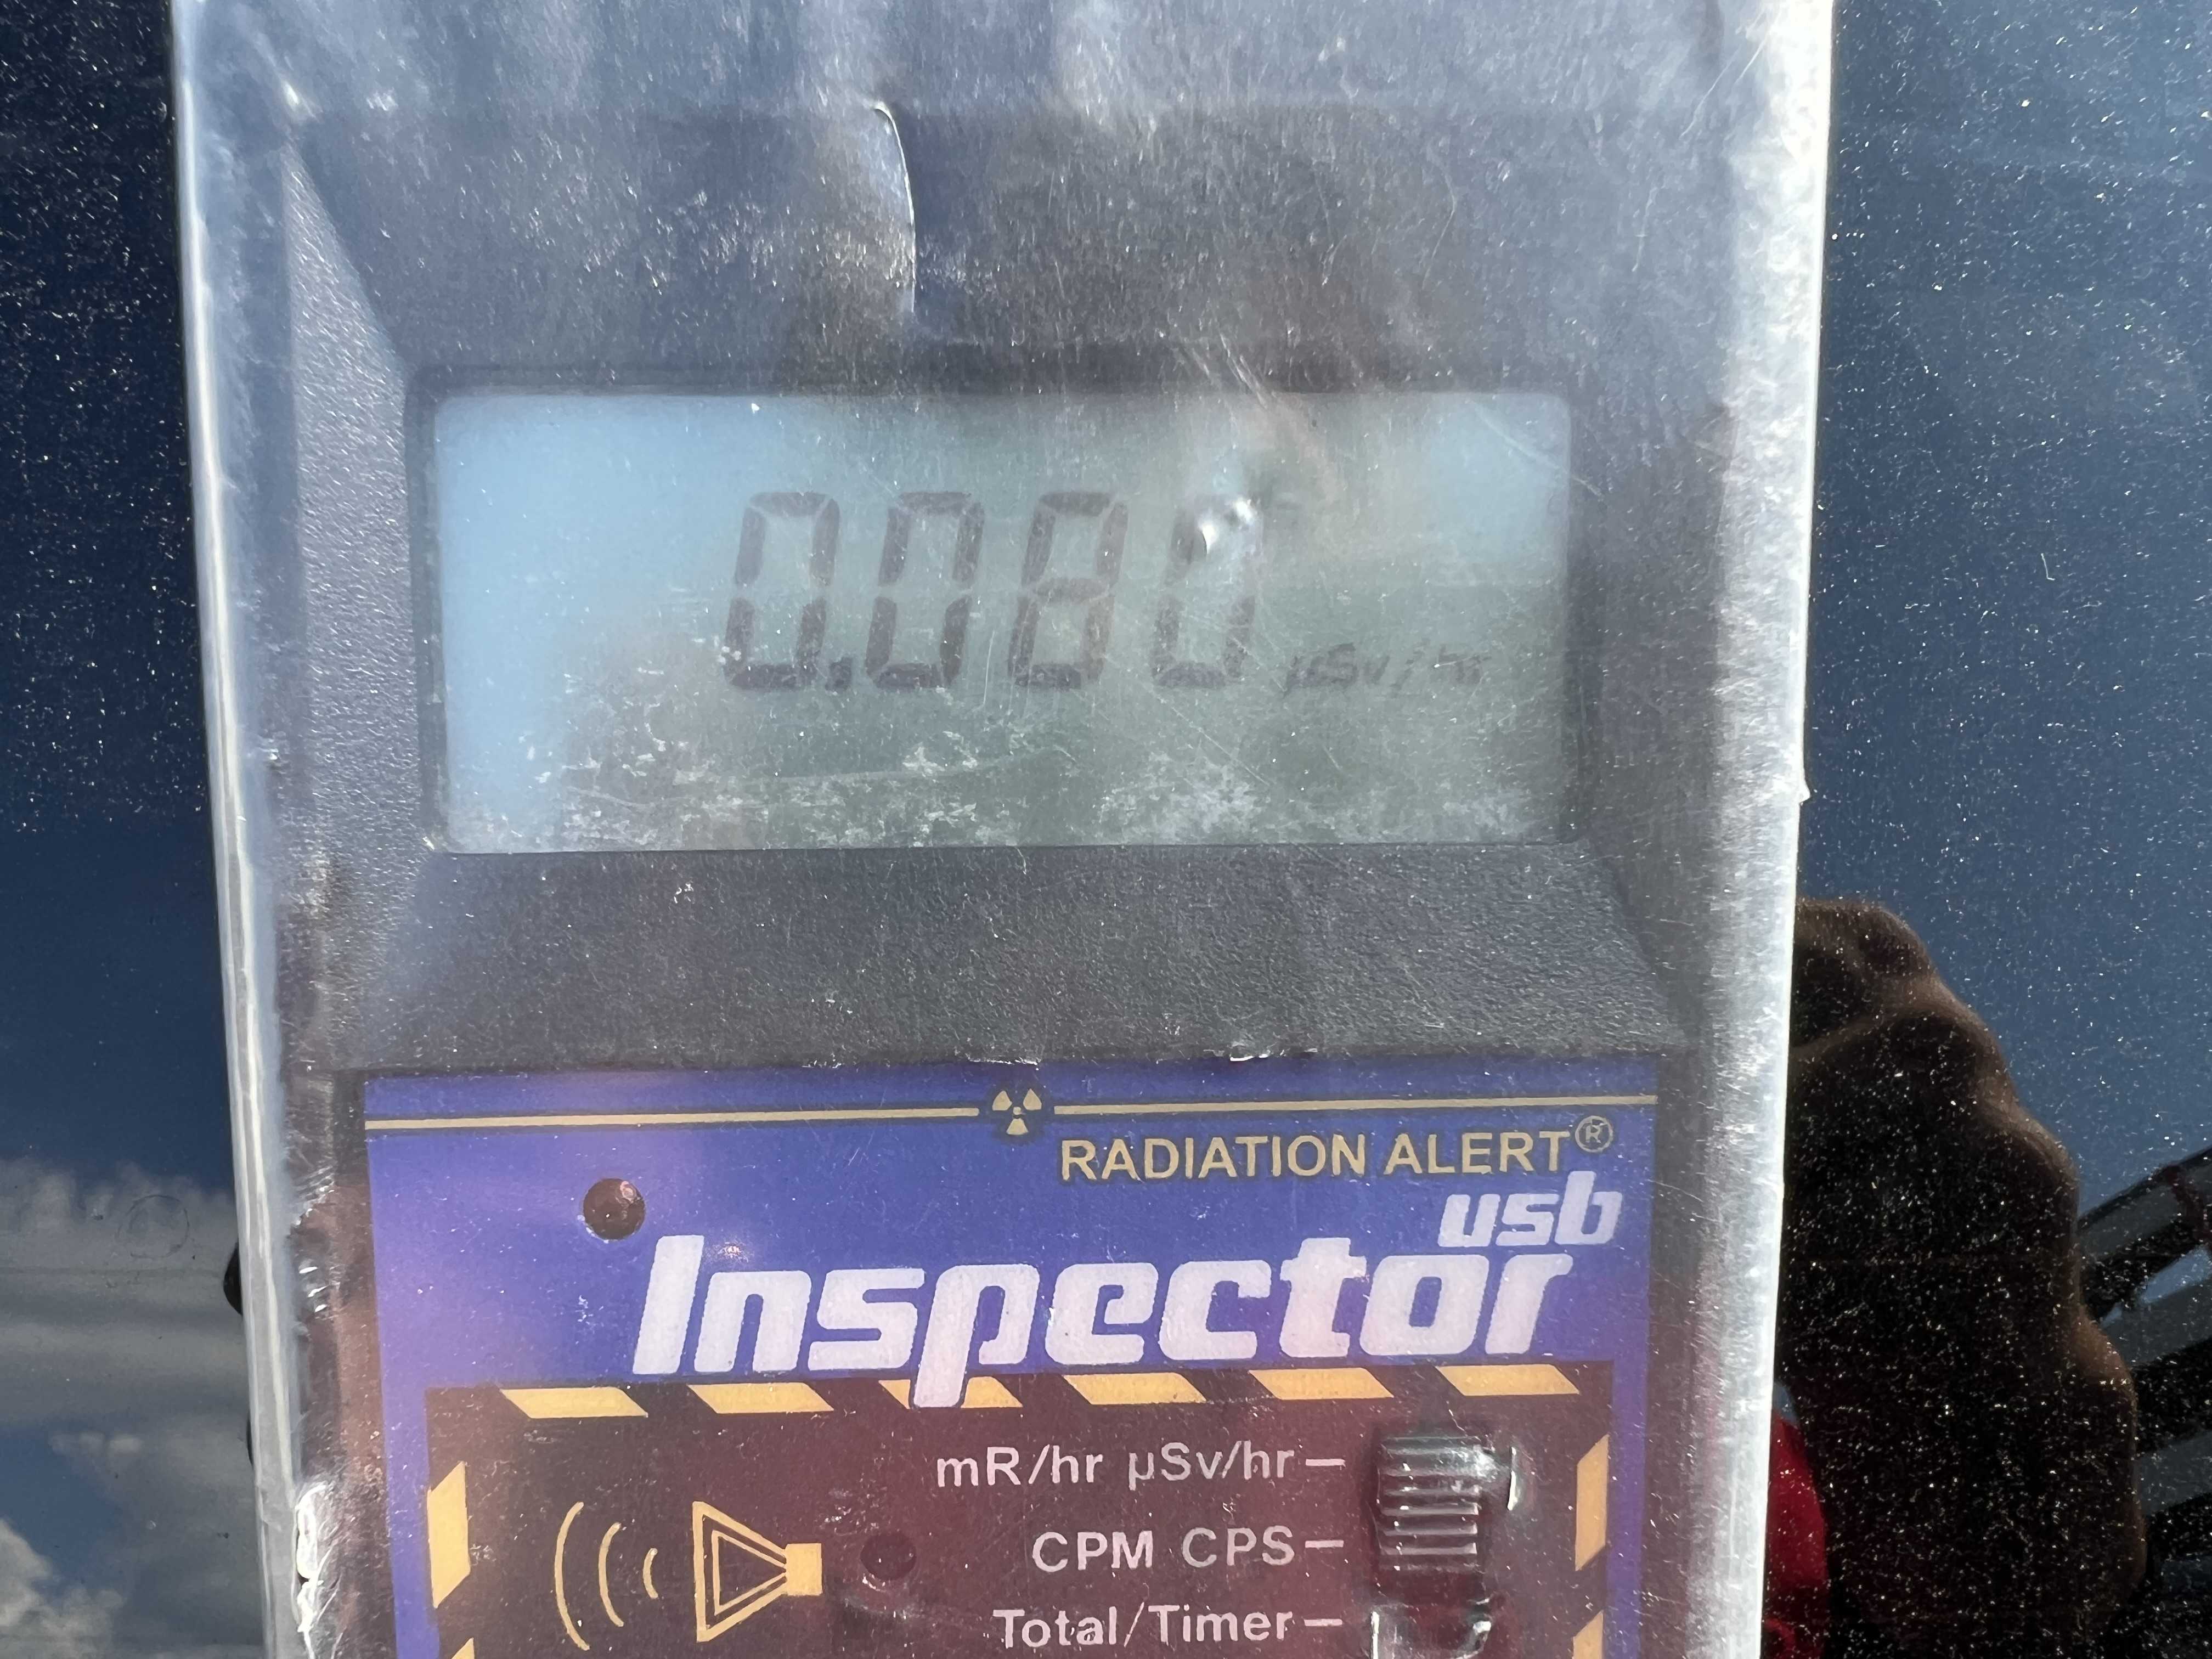 0.080 µSv/hr
RADIATION ALERT®
usb
Inspector
mR/hr µSv/hr
CPM CPS
Total/Timer